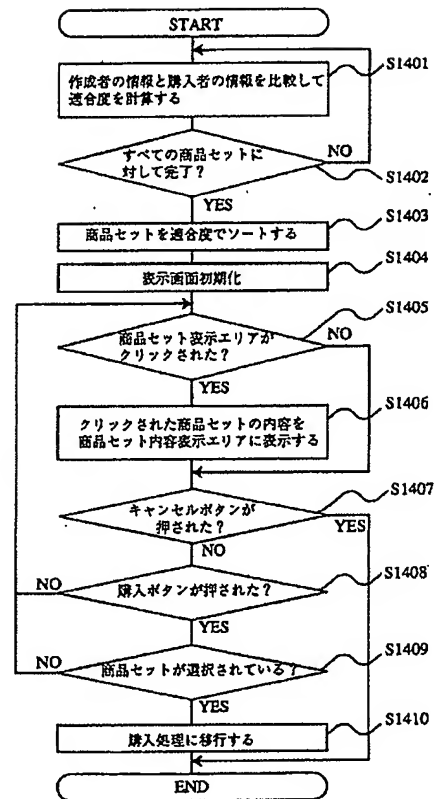 START
作成者の情報と購入者の情報を比較して
適合度を計算する
S1401
すべての商品セットに
対して完了?
NO
S1402
YES
S1403
商品セットを適合度でソートする
S1404
表示画面初期化
S1405
商品セット表示エリアが
クリックされた?
NO
YES
S1406
クリックされた商品セットの内容を
商品セット内容表示エリアに表示する
S1407
キャンセルボタンが
押された?
YES
NO
S1408
NO
購入ボタンが押された?
YES
S1409
NO
商品セットが選択されている?
YES
S1410
購入処理に移行する
END